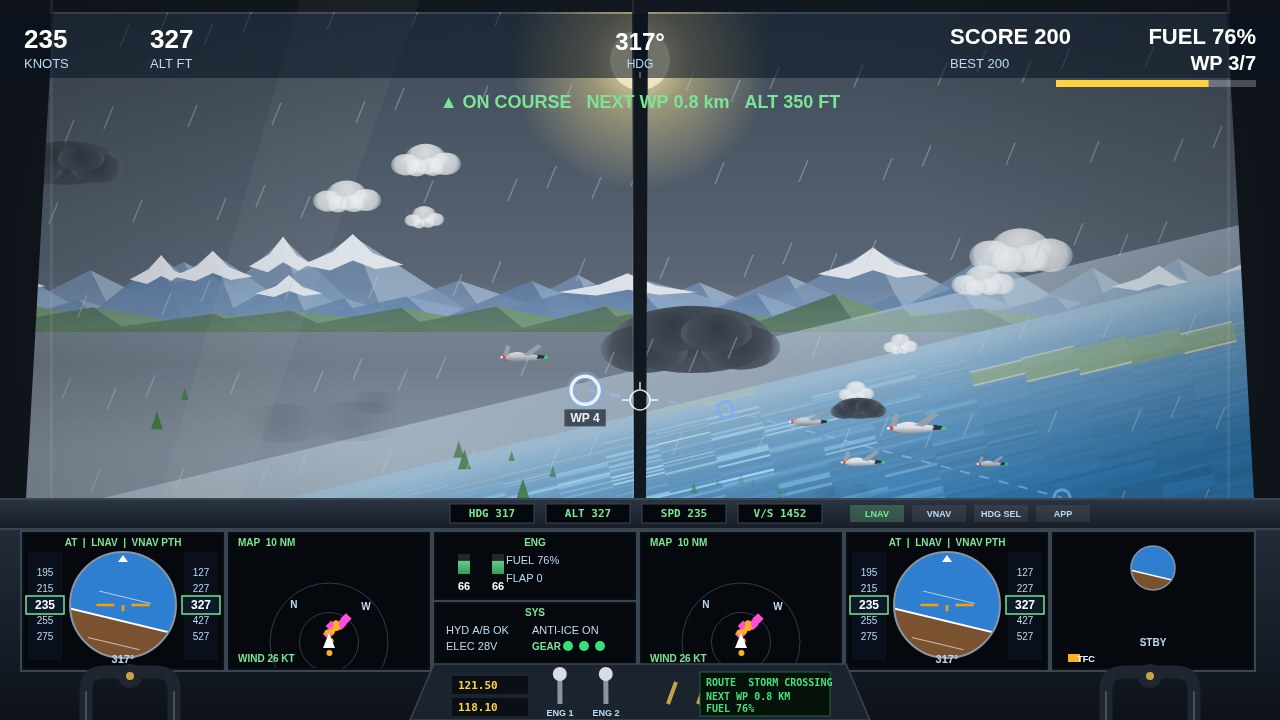 235
KNOTS
327
ALT FT
317°
HDG
SCORE 200
BEST 200
FUEL 76%
WP 3/7
▲ ON COURSE NEXT WP 0.8 km ALT 350 FT
WP 4
HDG 317
ALT 327
SPD 235
V/S 1452
LNAV
VNAV
HDG SEL
APP
AT | LNAV | VNAV PTH
195
215
235
255
275
127
227
327
427
527
317°
MAP 10 NM
N
W
WIND 26 KT
ENG
66
66
FUEL 76%
FLAP 0
SYS
HYD A/B OK
ANTI-ICE ON
ELEC 28V
GEAR
MAP 10 NM
N
W
WIND 26 KT
AT | LNAV | VNAV PTH
195
215
235
255
275
127
227
327
427
527
317°
STBY
TFC
121.50
118.10
ENG 1
ENG 2
ROUTE STORM CROSSING
NEXT WP 0.8 KM
FUEL 76%